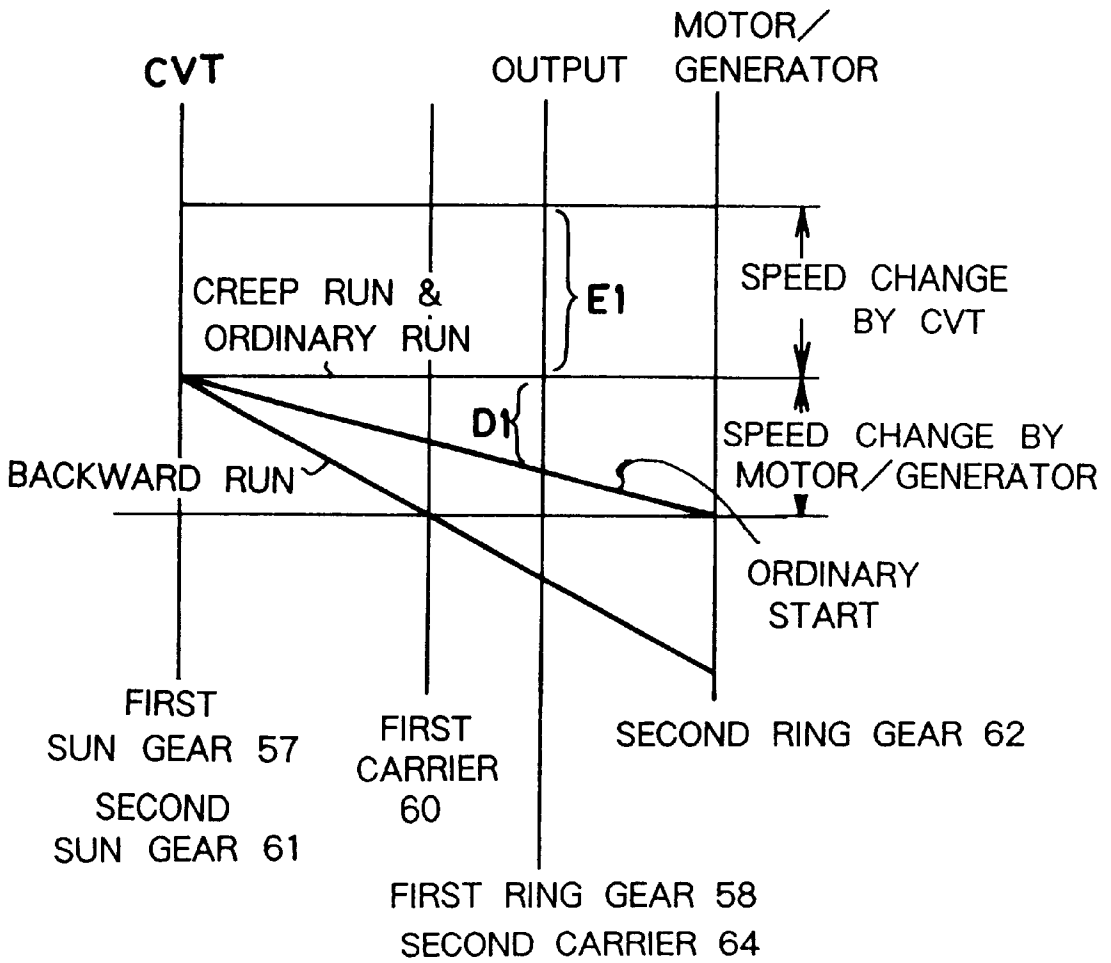 CVT
OUTPUT
MOTOR/
GENERATOR
CREEP RUN &
ORDINARY RUN
E1
SPEED CHANGE
BY CVT
D1
SPEED CHANGE BY
MOTOR/GENERATOR
BACKWARD RUN
ORDINARY
START
FIRST
SUN GEAR 57
SECOND
SUN GEAR 61
FIRST
CARRIER
60
SECOND RING GEAR 62
FIRST RING GEAR 58
SECOND CARRIER 64